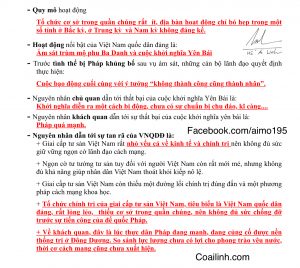 - Quy mô hoạt động
Tổ chức cơ sở trong quần chúng rất ít, địa bàn hoạt động chỉ bó hẹp trong một
số tỉnh ở Bắc kỳ, ở Trung kỳ và Nam kỳ không đáng kể.
- Hoạt động nổi bật của Việt Nam quốc dân đảng là:
Ám sát trùm mộ phu Ba Danh và cuộc khởi nghĩa Yên Bái
- Trước tình thế bị Pháp khủng bố sau vụ ám sát, những cán bộ lãnh đạo quyết định
thực hiện:
Cuộc bạo động cuối cùng với ý tưởng “không thành công cũng thành nhân”.
- Nguyên nhân chủ quan dẫn tới sự thất bại của cuộc khởi nghĩa Yên Bái là:
Khởi nghĩa diễn ra một cách bị động, chưa có sự chuẩn bị chu đáo, kĩ càng....
- Nguyên nhân khách quan dẫn tới sự thất bại của cuộc khởi nghĩa Yên Bái là:
Pháp quá mạnh.
Facebook.com/aimo195
- Nguyên nhân dẫn tới sự tan rã của VNQDĐ là:
+ Giai cấp tư sản Việt Nam rất nhỏ yếu cả về kinh tế và chính trị nên không đủ sức
giữ vững ngọn cờ lãnh đạo cách mạng.
+ Ngọn cờ tư tưởng tư sản tuy đối với người Việt Nam còn rất mới mẻ, nhưng không
đủ khả năng giúp nhân dân Việt Nam thoát khỏi kiếp nô lệ.
+ Giai cấp tư sản Việt Nam còn thiếu một đường lối chính trị đúng đắn và một phương
pháp cách mạng khoa học.
+ Tổ chức chính của giai cấp tư sản Việt Nam, tiêu biểu là Việt Nam quốc dân
đảng, rất lỏng lẻo, thiếu cơ sở trong quần chúng, nên không đủ sức chống đỡ
trước sự tiến công của đế quốc Pháp.
+ Về khách quan, đây là lúc thực dân Pháp đang mạnh, đang củng cố được nền
thống trị ở Đông Dương. So sánh lực lượng chưa có lợi cho phong trào yêu nước,
thời cơ cách mạng cũng chưa xuất hiện.
Coailinh.com